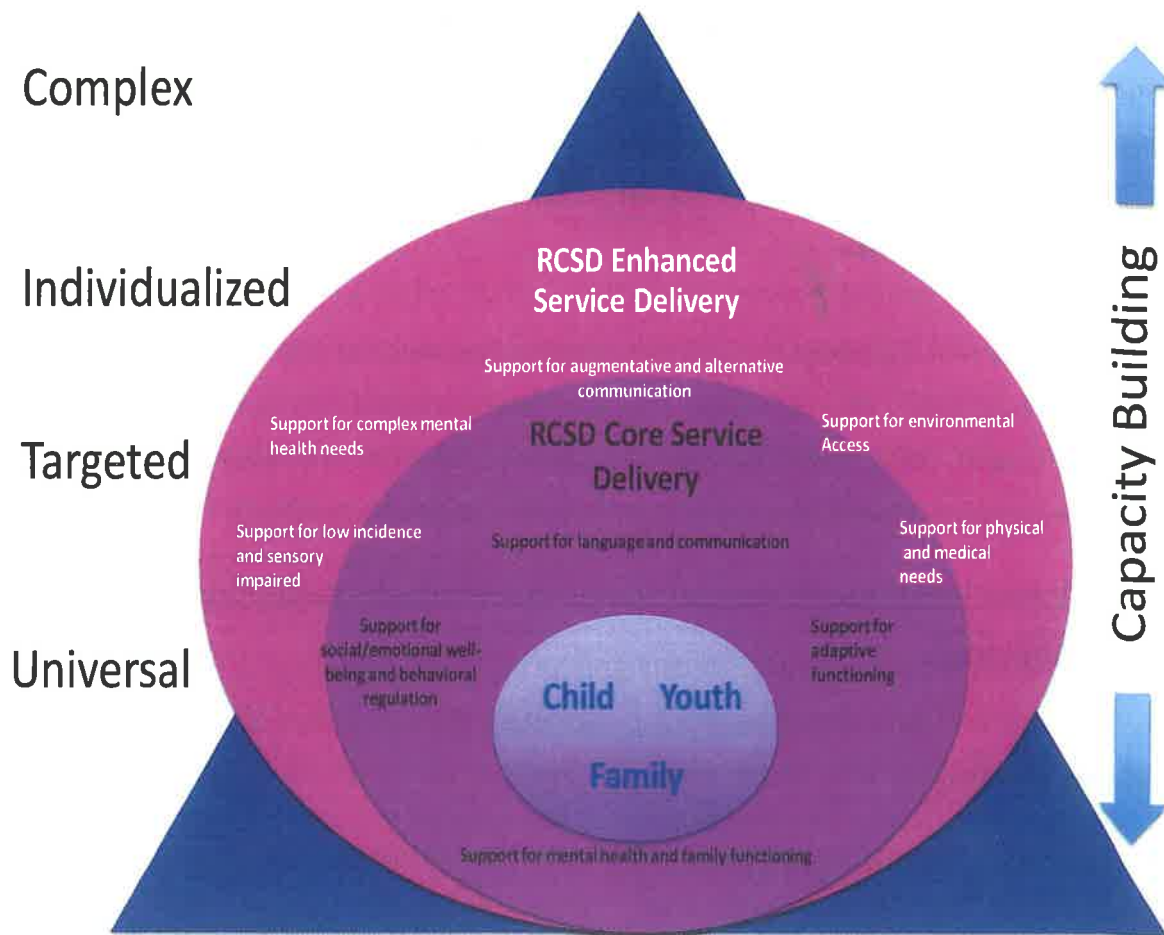 Complex
Individualized
Targeted
Universal
RCSD Enhanced
Service Delivery
Support for augmentative and alternative
communication
Support for complex mental
health needs
Support for environmental
Access
Support for low incidence
and sensory
impaired
Support for physical
and medical
needs
RCSD Core Service
Delivery
Support for language and communication
Support for
social/emotional well-
being and behavioral
regulation
Support for
adaptive
functioning
Child Youth
Family
Support for mental health and family functioning
Capacity Building